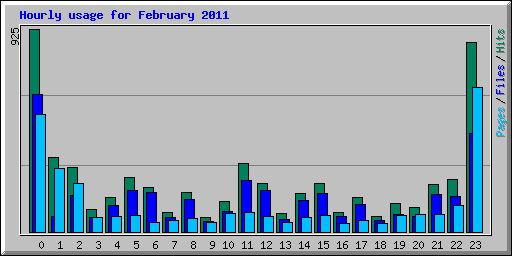 Hourly usage for February 2011
925
Pages / Files / Hits
0 1 2 3 4 5 6 7 8 9 10 11 12 13 14 15 16 17 18 19 20 21 22 23